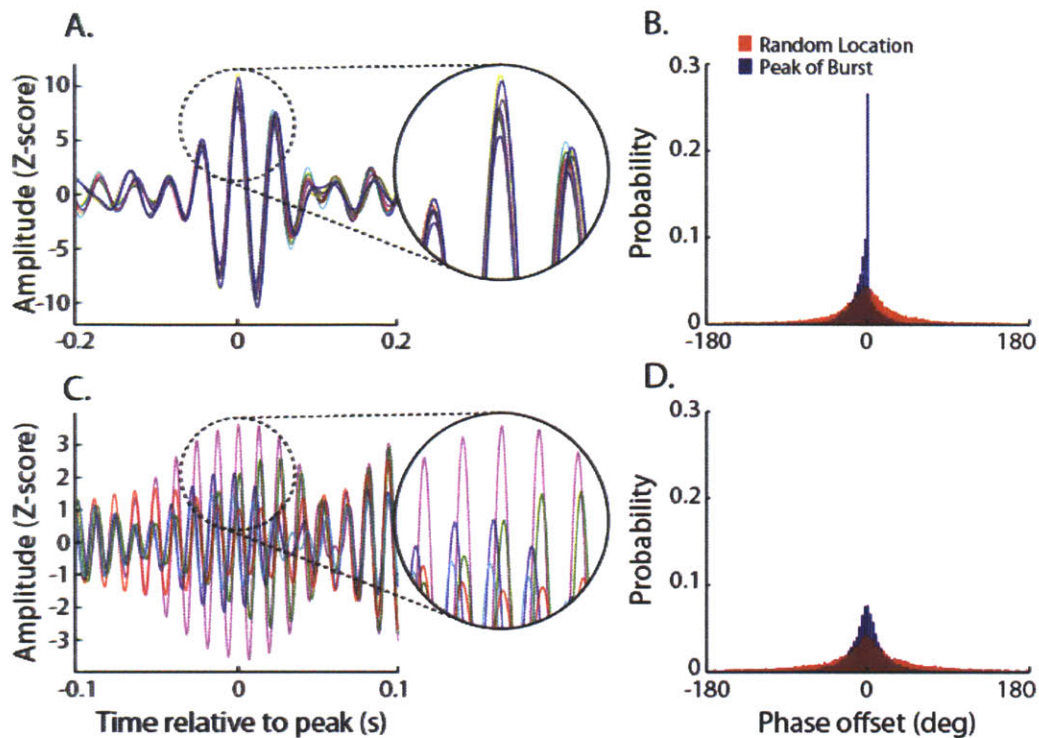 A.
Amplitude (Z-score)
10
5
0
-5
-10
-0.2
0
0.2
B.
Random Location
Peak of Burst
Probability
0.3
0.2
0.1
0
-180
0
180
C.
Amplitude (Z-score)
3
2
1
0
-1
-2
-3
-0.1
0
0.1
Time relative to peak (s)
D.
Probability
0.3
0.2
0.1
0
-180
0
180
Phase offset (deg)